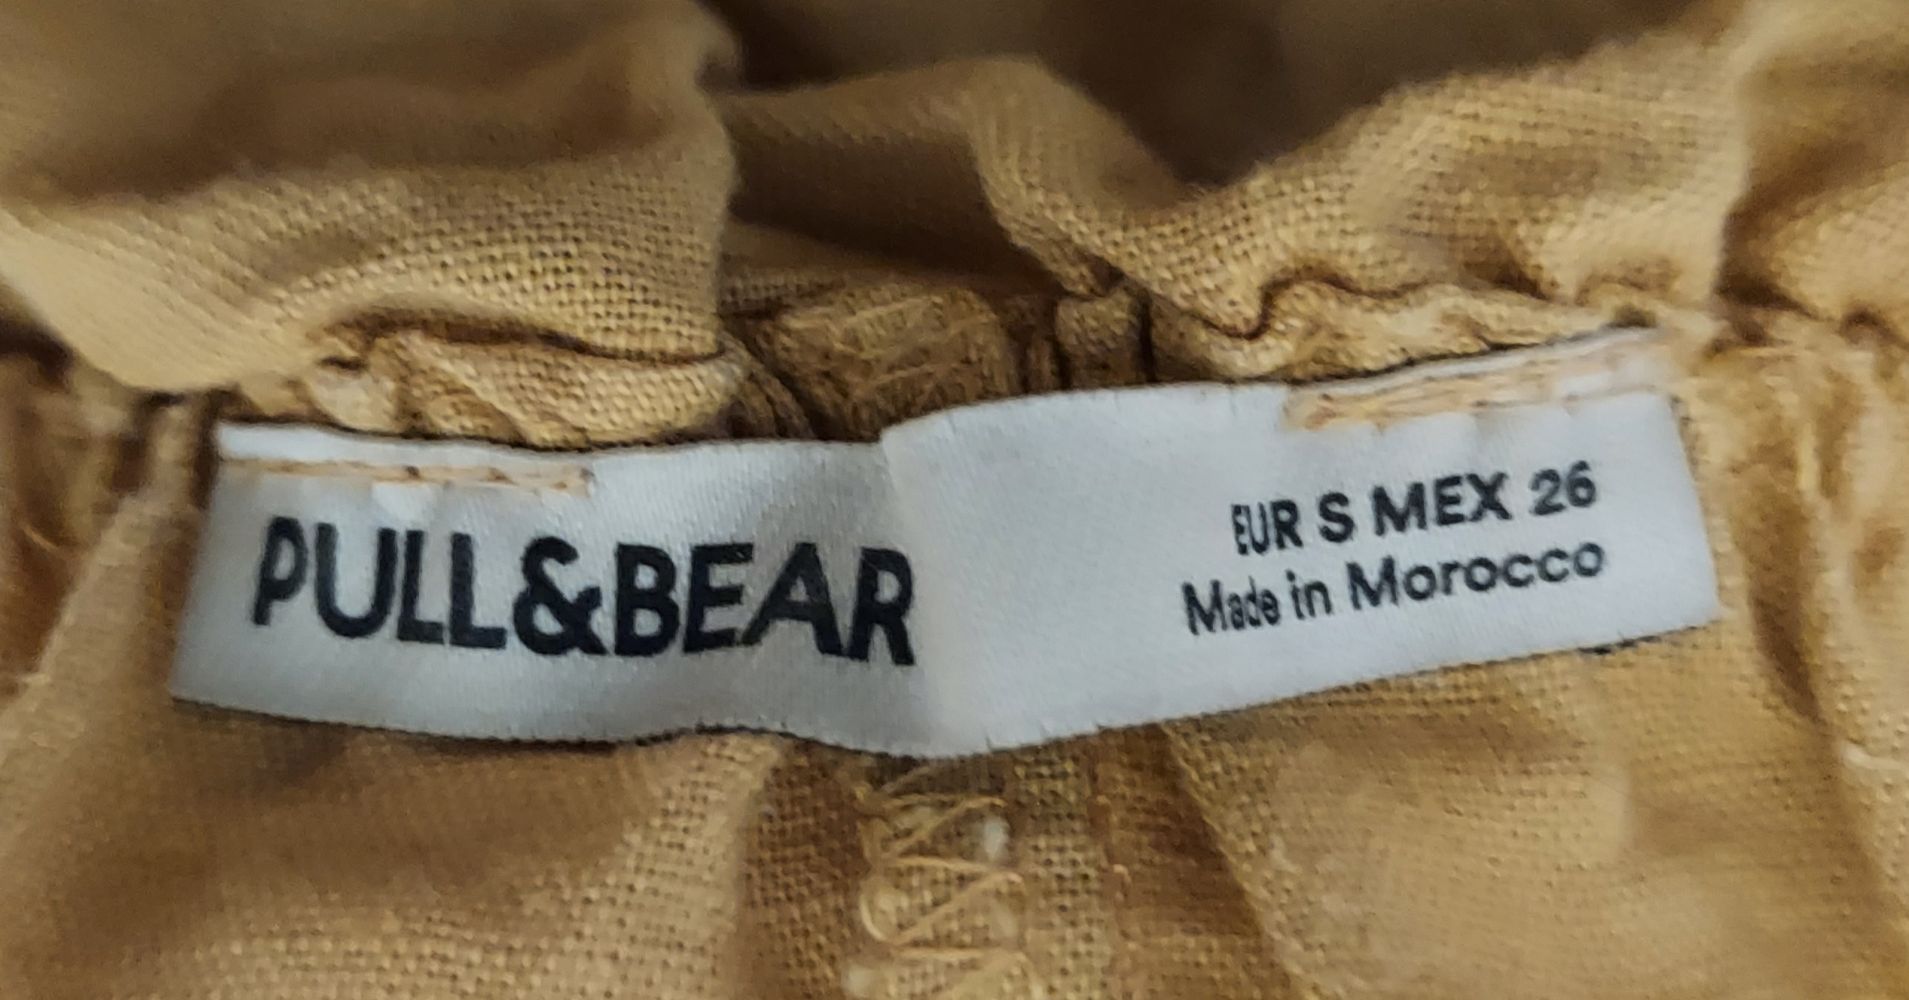 PULL&BEAR
EUR S MEX 26
Made in Morocco